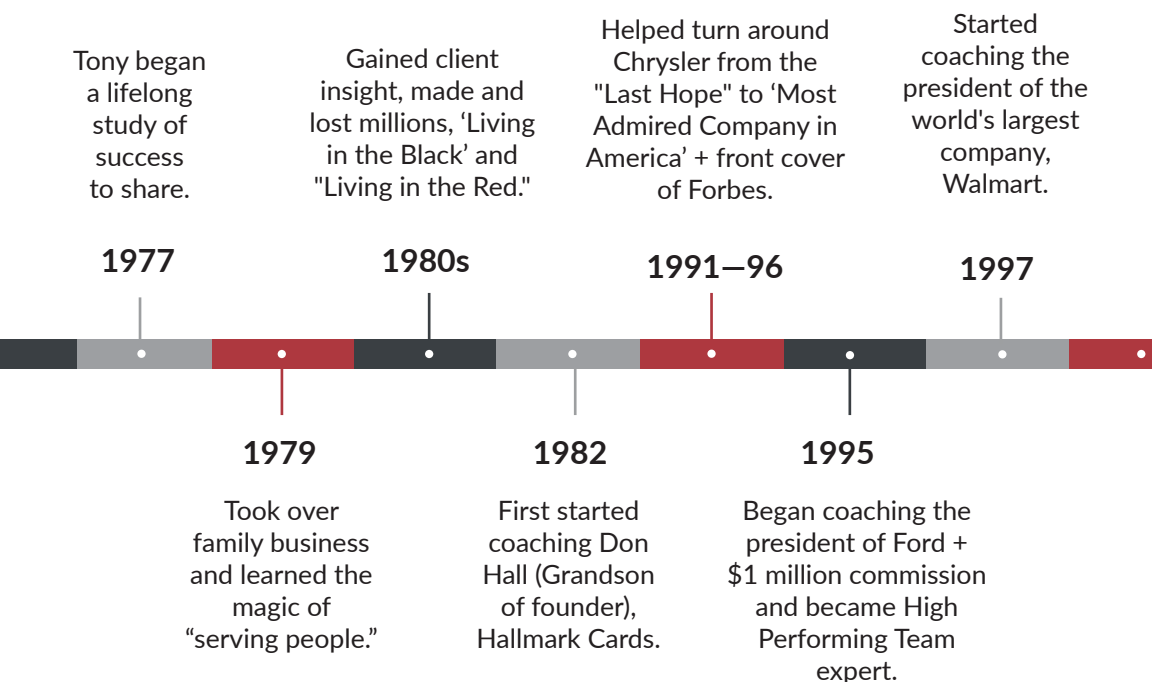 Tony began
a lifelong
study of
success
to share.
1977
Gained client
insight, made and
lost millions, ‘Living
in the Black’ and
"Living in the Red."
1980s
Helped turn around
Chrysler from the
"Last Hope" to ‘Most
Admired Company in
America’ + front cover
of Forbes.
1991—96
Started
coaching the
president of the
world's largest
company,
Walmart.
1997
1979
Took over
family business
and learned the
magic of
“serving people.”
1982
First started
coaching Don
Hall (Grandson
of founder),
Hallmark Cards.
1995
Began coaching the
president of Ford +
$1 million commission
and became High
Performing Team
expert.